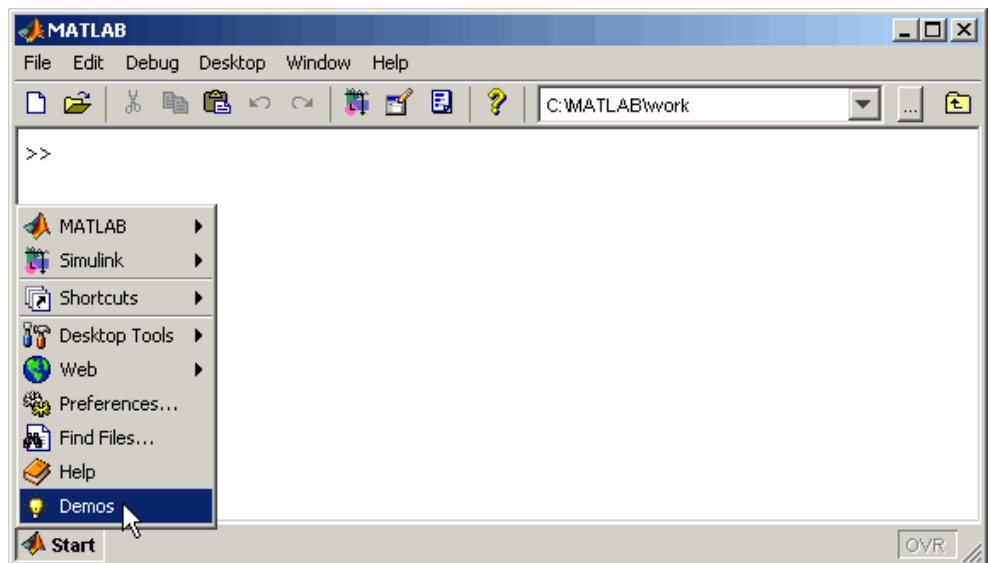 MATLAB
File Edit Debug Desktop Window Help
C:\MATLAB\work ...
>>
MATLAB
Simulink
Shortcuts
Desktop Tools
Web
Preferences...
Find Files...
Help
Demos
Start OVR